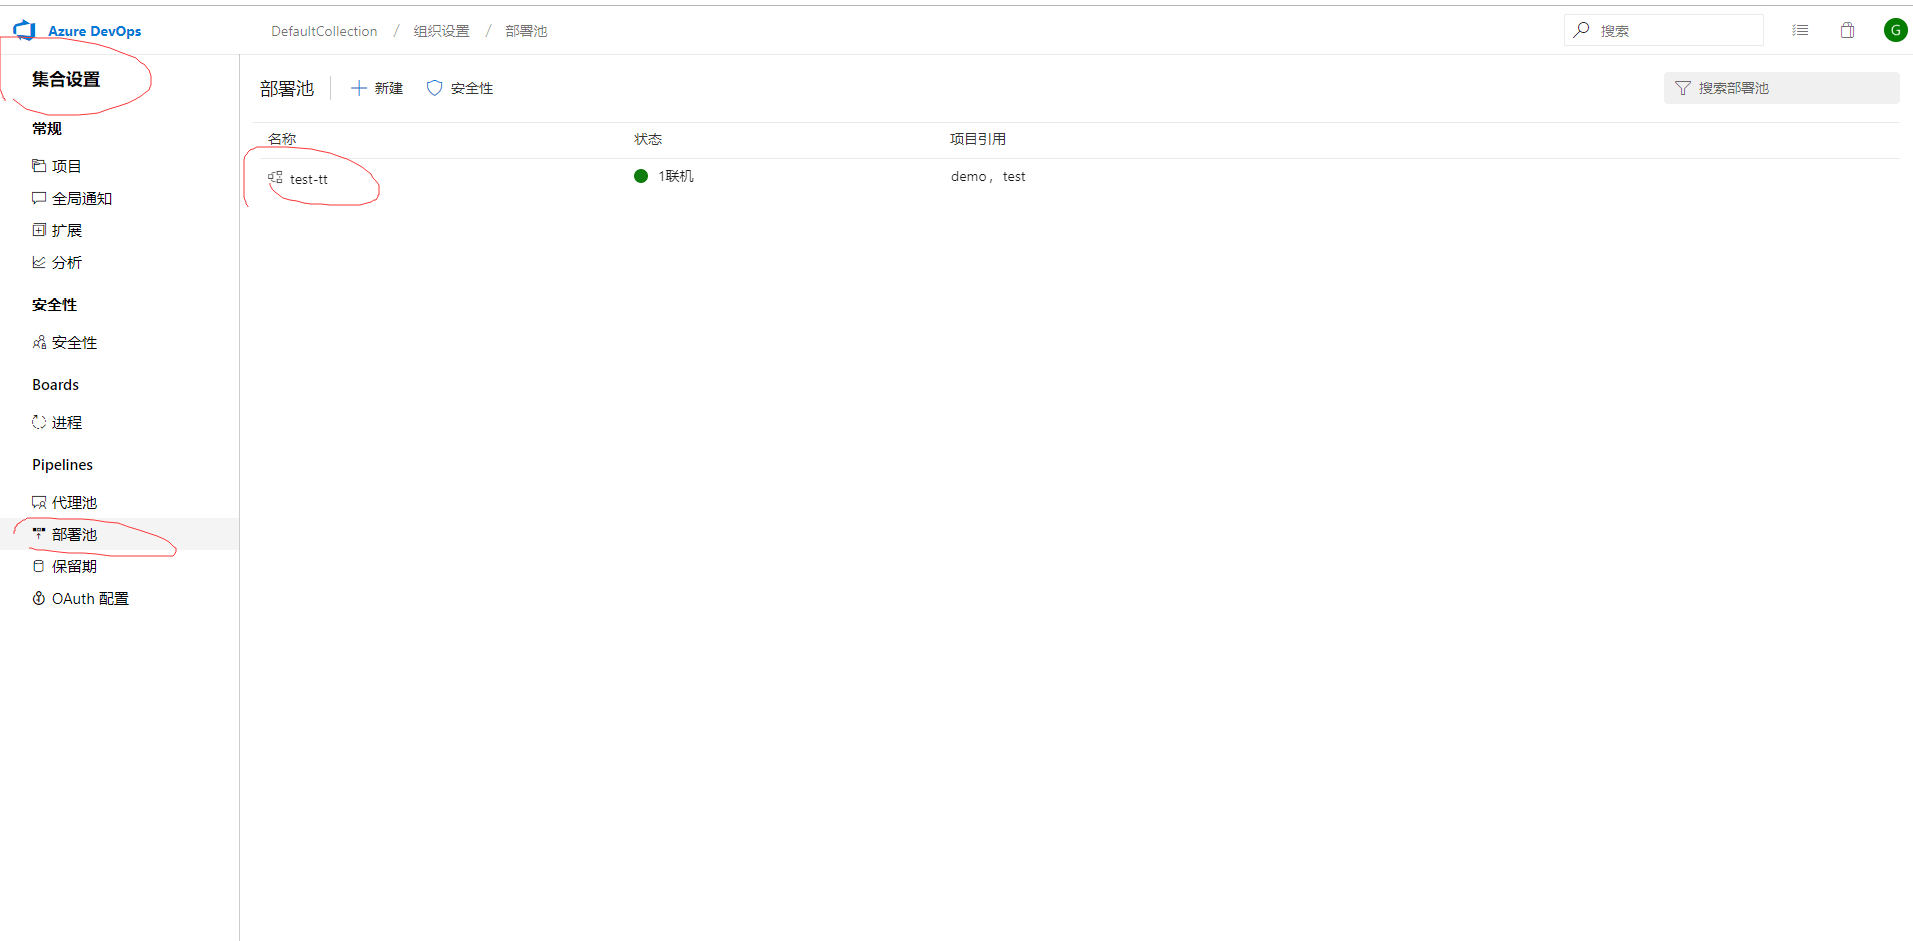 Azure DevOps
DefaultCollection / 组织设置 / 部署池
搜索
G
集合设置
常规
项目
全局通知
扩展
分析
安全性
安全性
Boards
进程
Pipelines
代理池
部署池
保留期
OAuth 配置
部署池 新建 安全性
搜索部署池
名称 状态 项目引用
test-tt 1联机 demo , test